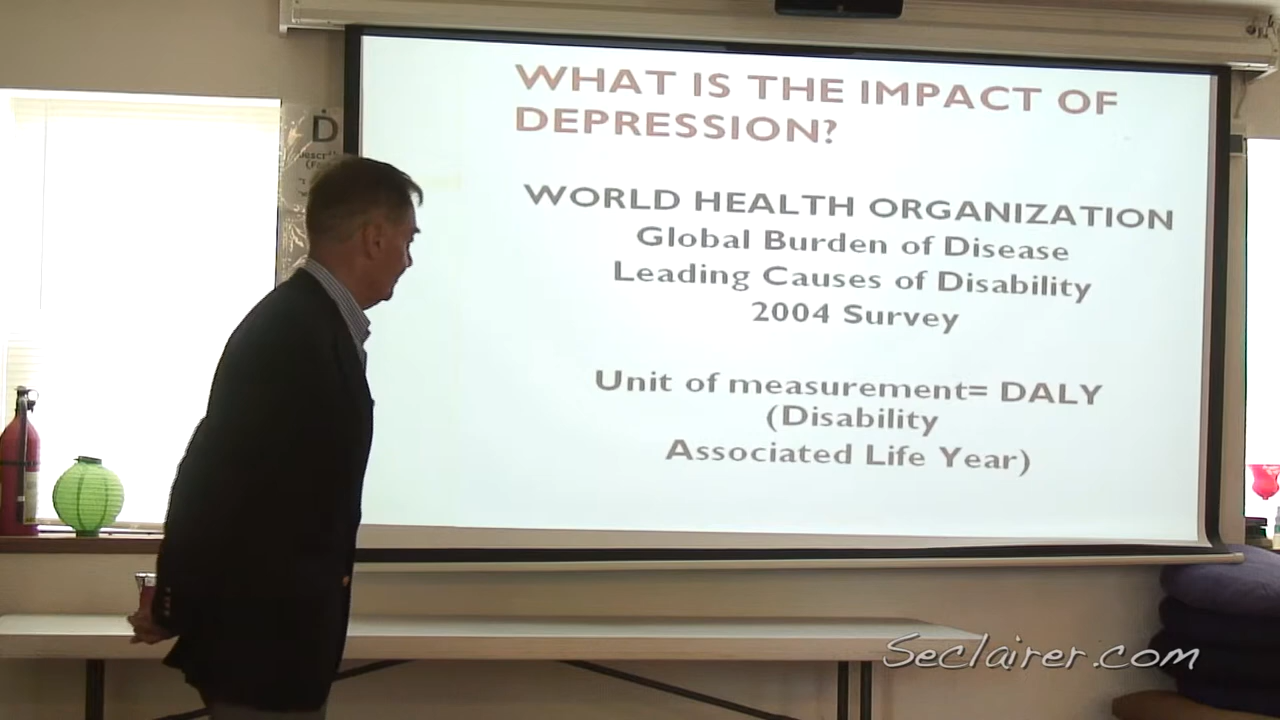 WHAT IS THE IMPACT OF
DEPRESSION?
WORLD HEALTH ORGANIZATION
Global Burden of Disease
Leading Causes of Disability
2004 Survey
Unit of measurement= DALY
(Disability
Associated Life Year)
D
Seclairer.com